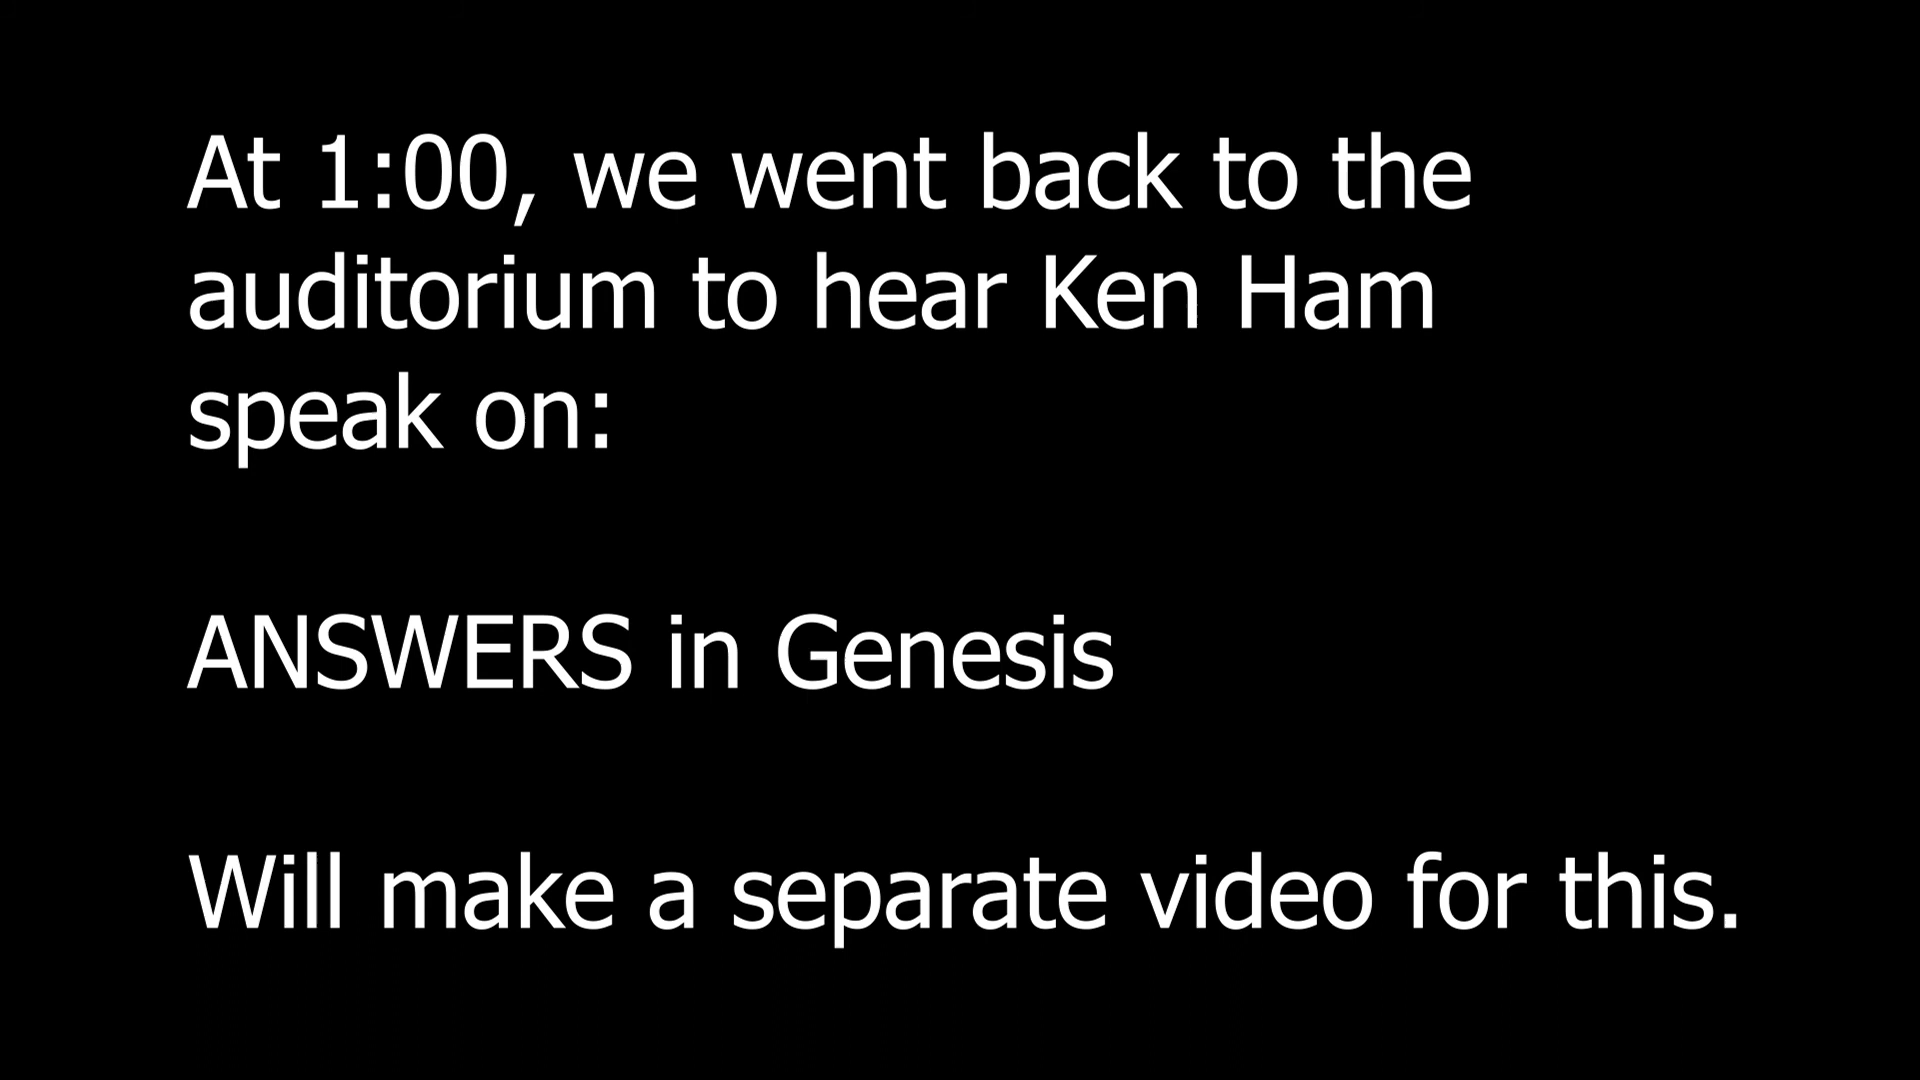 At 1:00, we went back to the
auditorium to hear Ken Ham
speak on:
ANSWERS in Genesis
Will make a separate video for this.